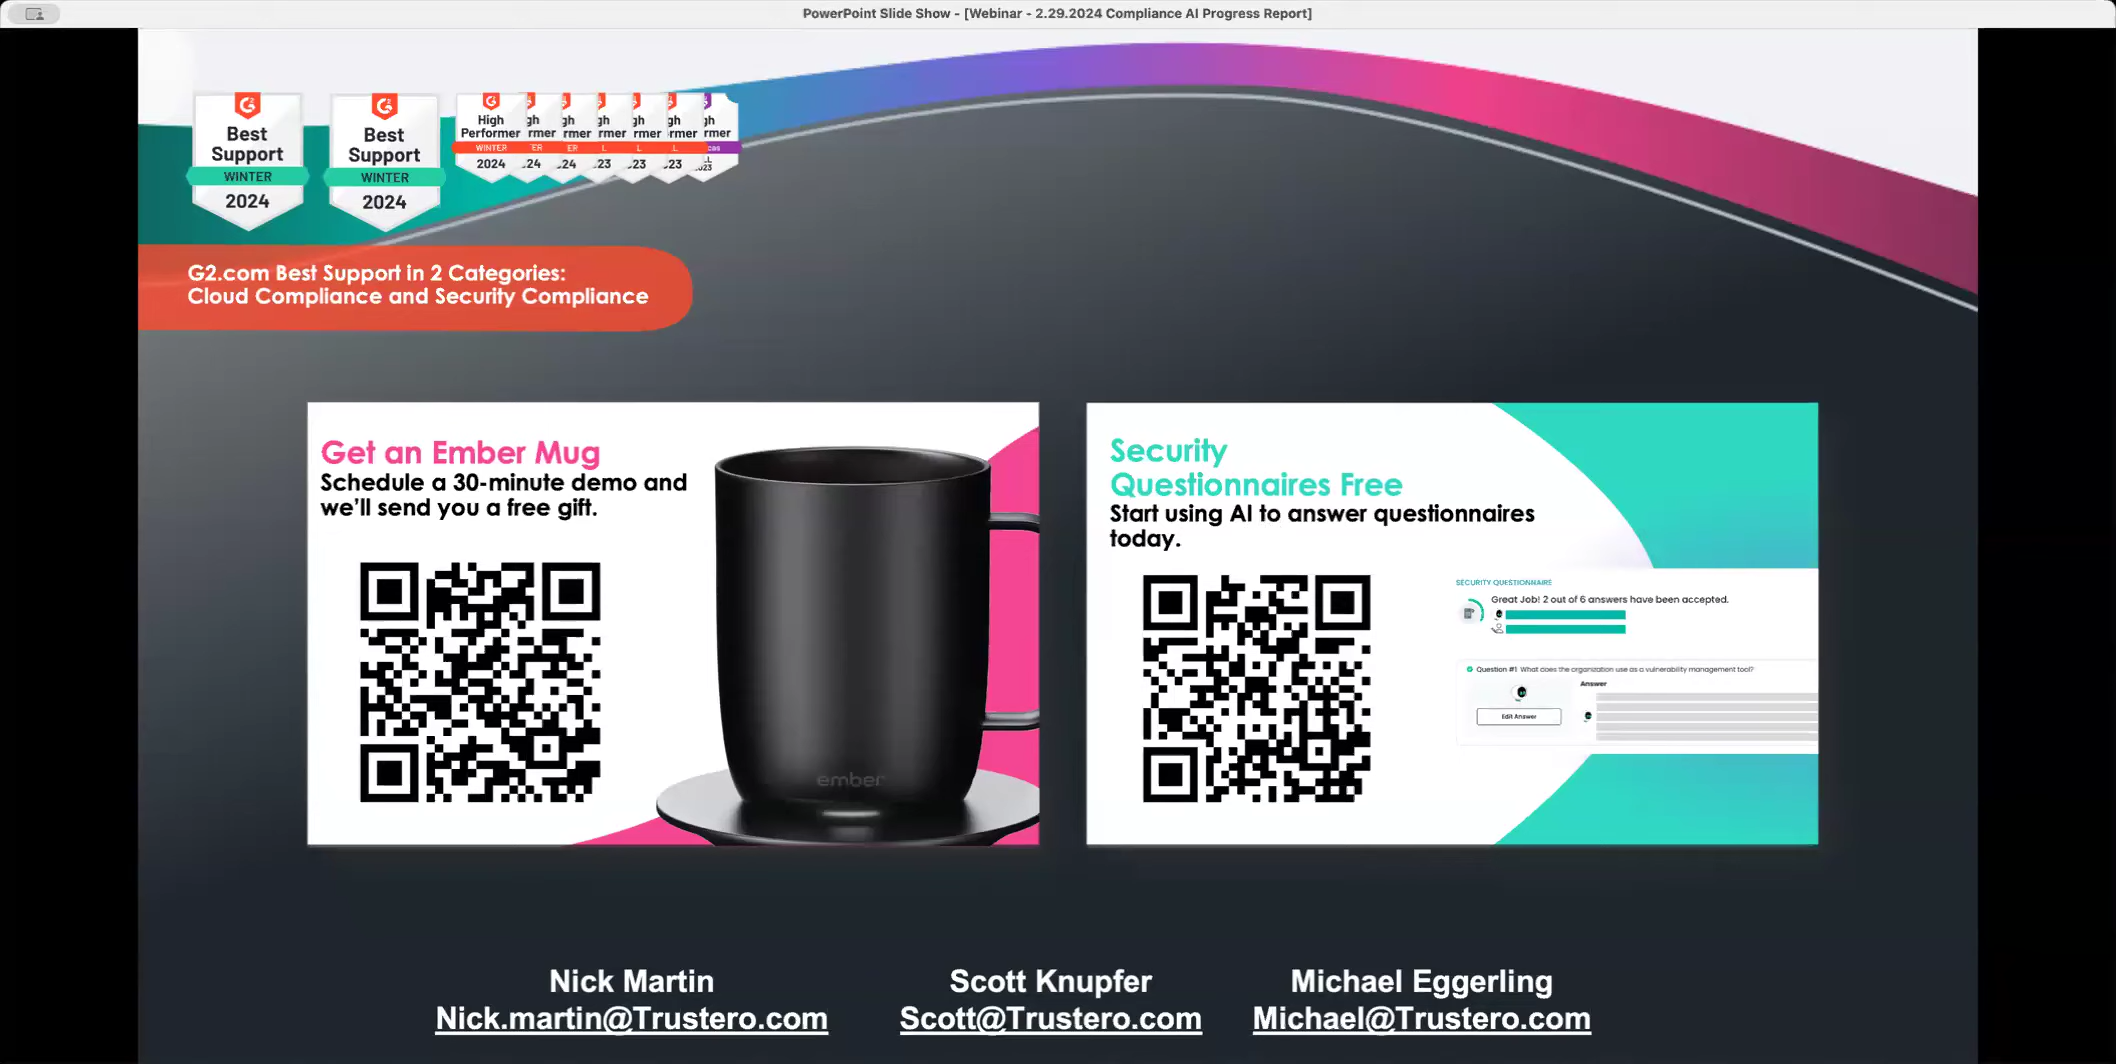 PowerPoint Slide Show - [Webinar - 2.29.2024 Compliance AI Progress Report]
Best
Support
WINTER
2024
Best
Support
WINTER
2024
High
Performer
WINTER
2024
G2.com Best Support in 2 Categories:
Cloud Compliance and Security Compliance
Get an Ember Mug
Schedule a 30-minute demo and
we'll send you a free gift.
ember
Security
Questionnaires Free
Start using AI to answer questionnaires
today.
SECURITY QUESTIONNAIRE
Great Job! 2 out of 6 answers have been accepted.
Question #1 What does the organization use as a vulnerability management tool?
Answer
Edit Answer
Nick Martin
Nick.martin@Trustero.com
Scott Knupfer
Scott@Trustero.com
Michael Eggerling
Michael@Trustero.com